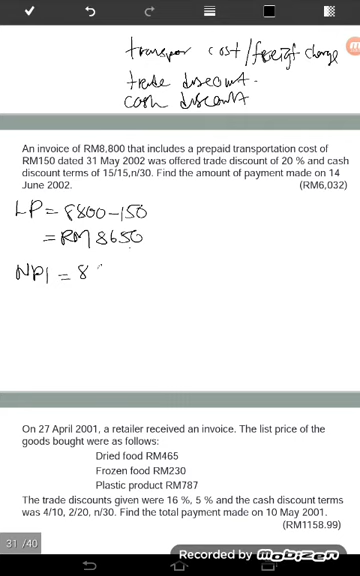 transpor cost/freigt charge
trade discount.
cash discount
An invoice of RM8,800 that includes a prepaid transportation cost of
RM150 dated 31 May 2002 was offered trade discount of 20 % and cash
discount terms of 15/15,n/30. Find the amount of payment made on 14
June 2002.
(RM6,032)
LP = 8800 - 150
= RM 8650
NP1 = 8
On 27 April 2001, a retailer received an invoice. The list price of the
goods bought were as follows:
Dried food RM465
Frozen food RM230
Plastic product RM787
The trade discounts given were 16 %, 5 % and the cash discount terms
was 4/10, 2/20, n/30. Find the total payment made on 10 May 2001.
(RM1158.99)
31 /40
Recorded by Mobizen